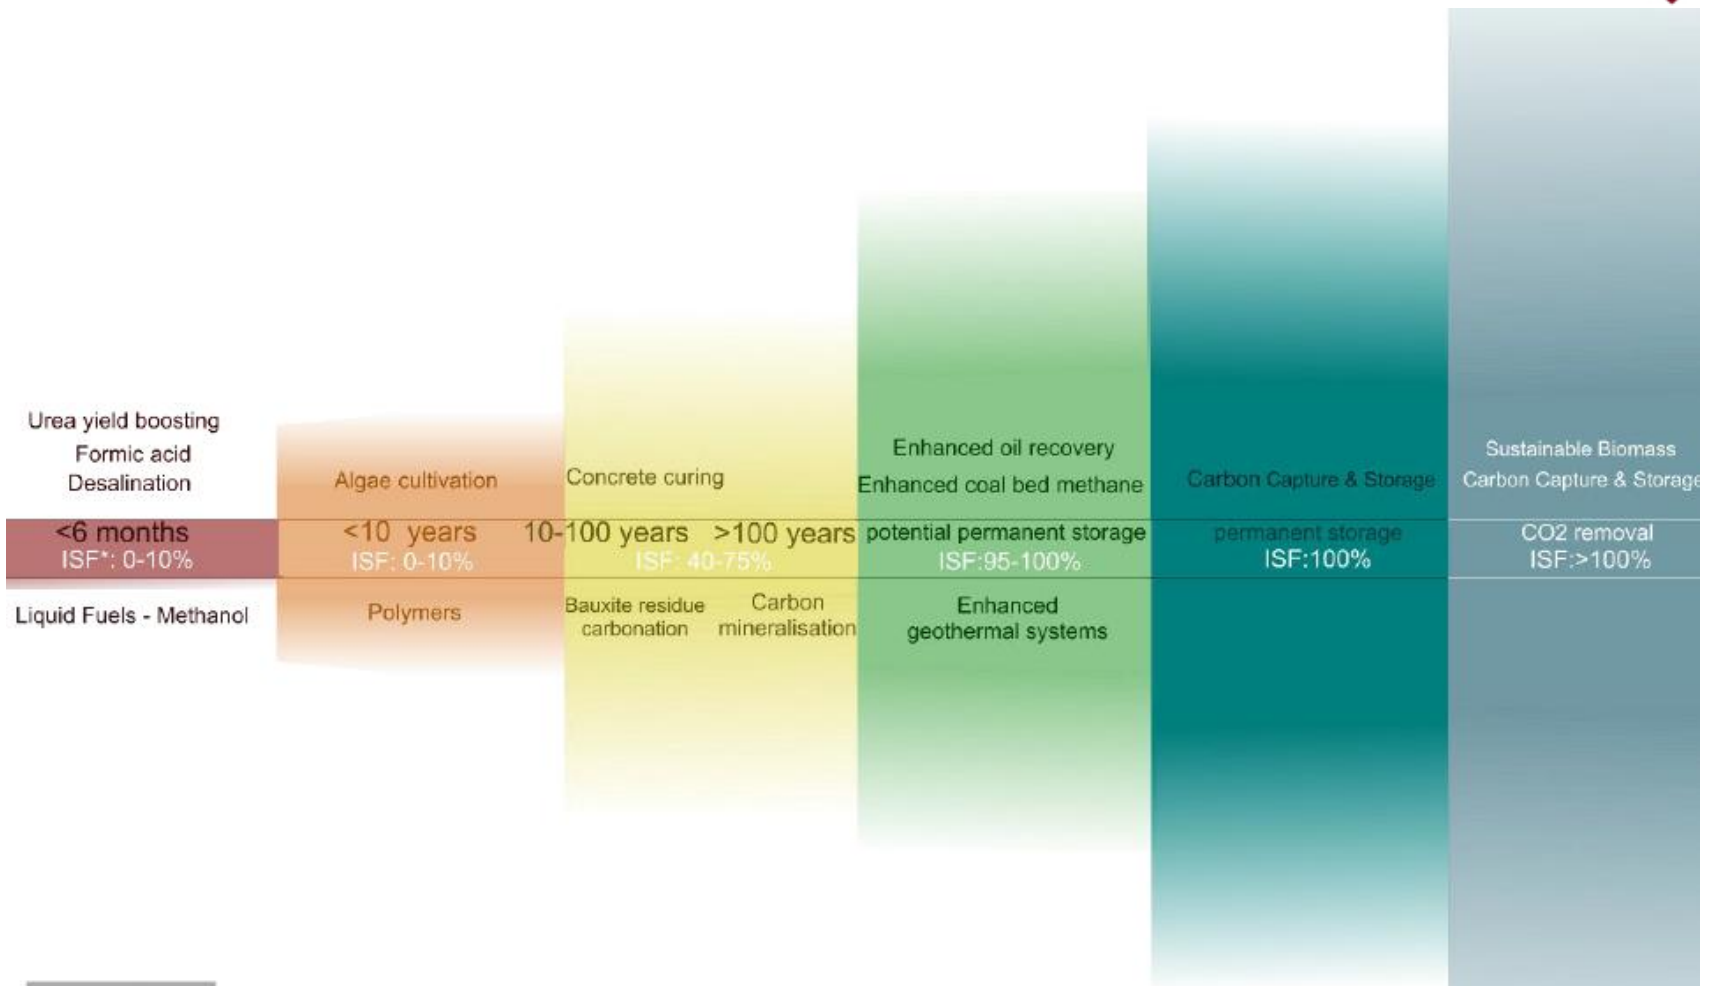 Urea yield boosting
Formic acid
Desalination
<6 months
ISF*: 0-10%
Liquid Fuels - Methanol
Algae cultivation
<10 years
ISF: 0-10%
Polymers
Concrete curing
10-100 years >100 years
ISF: 40-75%
Bauxite residue
carbonation
Carbon
mineralisation
Enhanced oil recovery
Enhanced coal bed methane
potential permanent storage
ISF:95-100%
Enhanced
geothermal systems
Carbon Capture & Storage
permanent storage
ISF:100%
Sustainable Biomass
Carbon Capture & Storage
CO2 removal
ISF:>100%